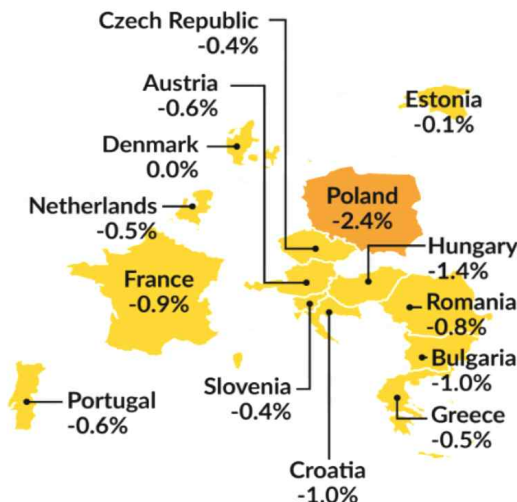 Czech Republic
-0.4%
Austria
-0.6%
Estonia
-0.1%
Denmark
0.0%
Poland
-2.4%
Netherlands
-0.5%
Hungary
-1.4%
France
-0.9%
Romania
-0.8%
Bulgaria
-1.0%
Slovenia
-0.4%
Portugal
-0.6%
Greece
-0.5%
Croatia
-1.0%